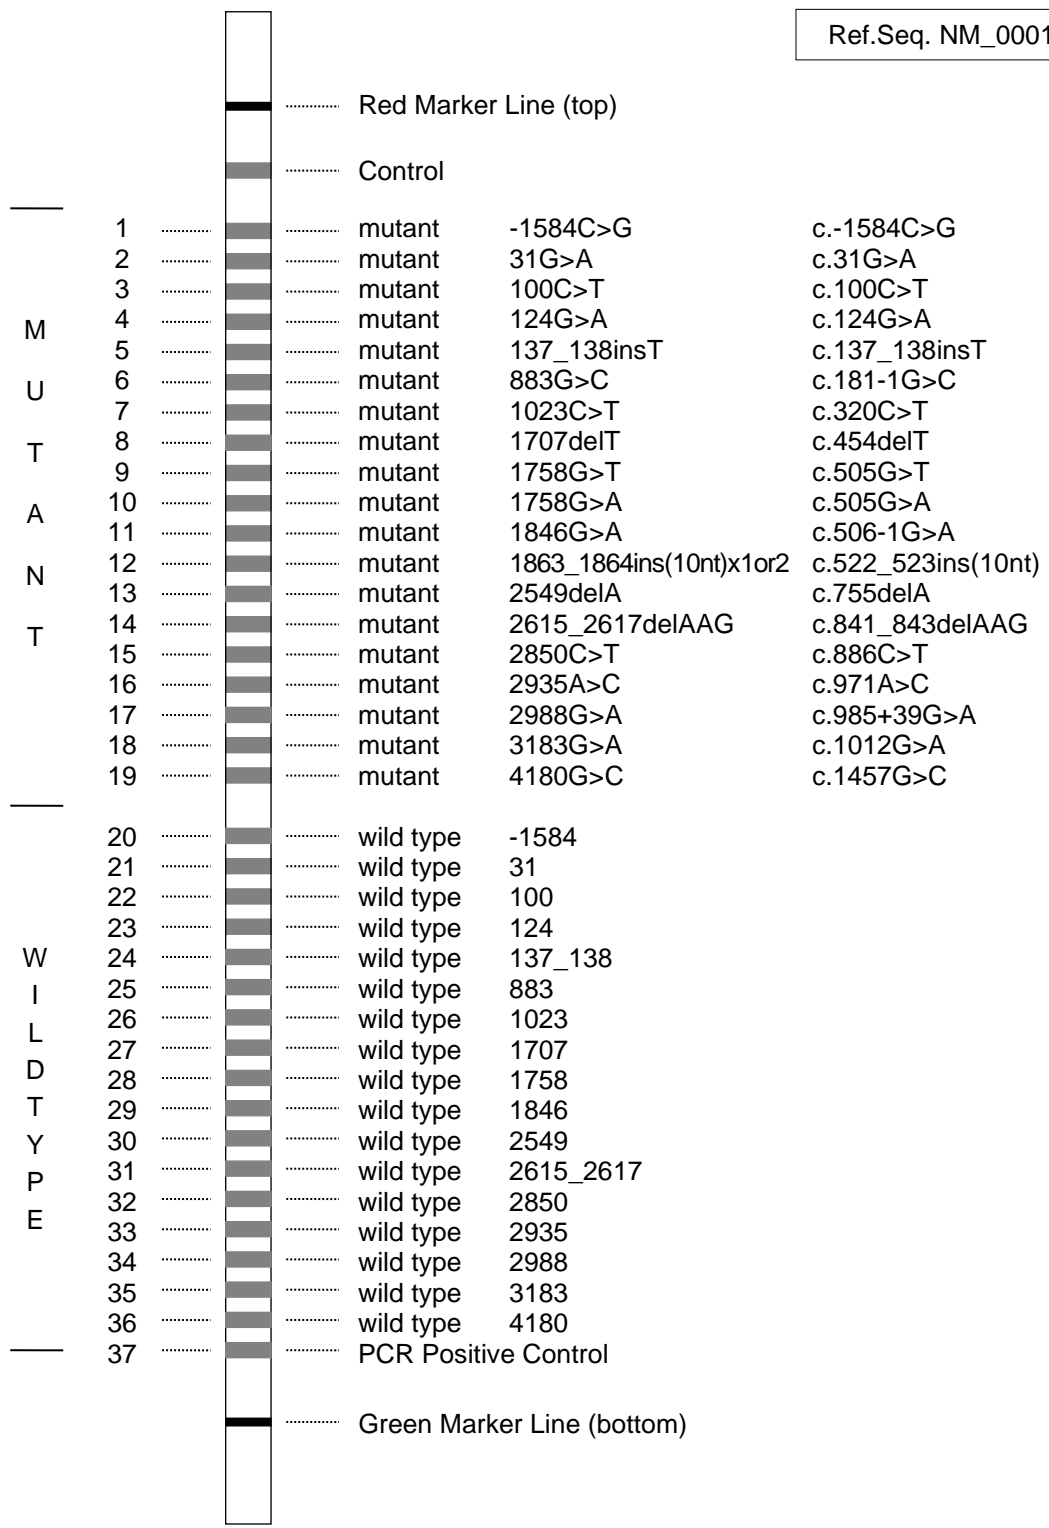 Ref.Seq. NM_0001
Red Marker Line (top)
Control
1 mutant -1584C>G c.-1584C>G
2 mutant 31G>A c.31G>A
3 mutant 100C>T c.100C>T
4 mutant 124G>A c.124G>A
5 mutant 137_138insT c.137_138insT
6 mutant 883G>C c.181-1G>C
7 mutant 1023C>T c.320C>T
8 mutant 1707delT c.454delT
9 mutant 1758G>T c.505G>T
10 mutant 1758G>A c.505G>A
11 mutant 1846G>A c.506-1G>A
12 mutant 1863_1864ins(10nt)x1or2 c.522_523ins(10nt)
13 mutant 2549delA c.755delA
14 mutant 2615_2617delAAG c.841_843delAAG
15 mutant 2850C>T c.886C>T
16 mutant 2935A>C c.971A>C
17 mutant 2988G>A c.985+39G>A
18 mutant 3183G>A c.1012G>A
19 mutant 4180G>C c.1457G>C
MUTANT
20 wild type -1584
21 wild type 31
22 wild type 100
23 wild type 124
24 wild type 137_138
25 wild type 883
26 wild type 1023
27 wild type 1707
28 wild type 1758
29 wild type 1846
30 wild type 2549
31 wild type 2615_2617
32 wild type 2850
33 wild type 2935
34 wild type 2988
35 wild type 3183
36 wild type 4180
WILDTYPE
37 PCR Positive Control
Green Marker Line (bottom)